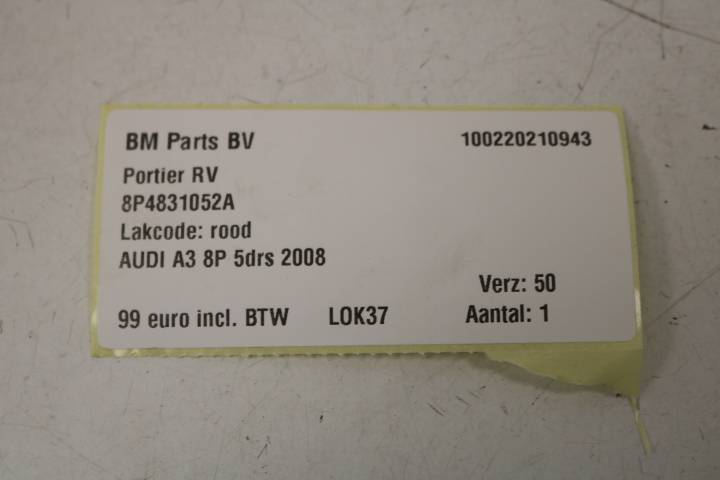 BM Parts BV 100220210943
Portier RV
8P4831052A
Lakcode: rood
AUDI A3 8P 5drs 2008
Verz: 50
99 euro incl. BTW LOK37 Aantal: 1